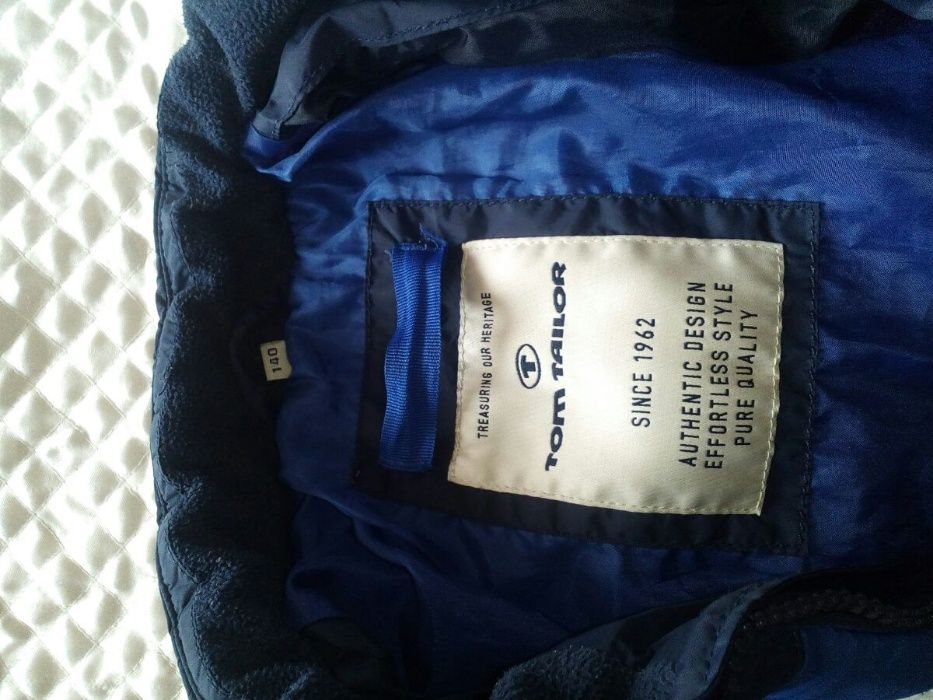 140
TREASURING OUR HERITAGE
T
TOM TAILOR
SINCE 1962
AUTHENTIC DESIGN
EFFORTLESS STYLE
PURE QUALITY